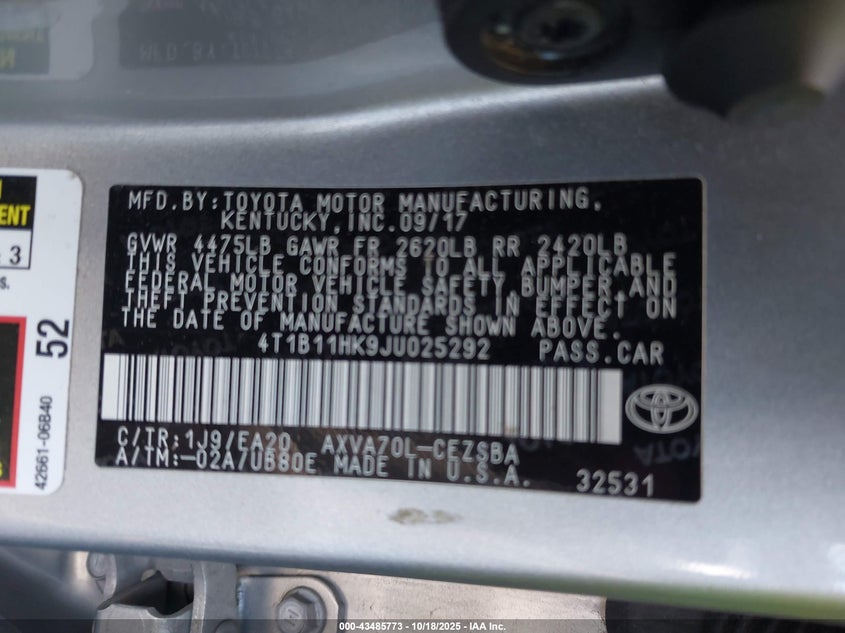 MFD.BY:TOYOTA MOTOR MANUFACTURING,
KENTUCKY,INC.09/17
GVWR 4475LB GAWR FR 2620LB RR 2420LB
THIS VEHICLE CONFORMS TO ALL APPLICABLE
FEDERAL MOTOR VEHICLE SAFETY, BUMPER, AND
THEFT PREVENTION STANDARDS IN EFFECT ON
THE DATE OF MANUFACTURE SHOWN ABOVE.
4T1B11HK9JU025292 PASS.CAR
C/TR:1J9/EA20 AXVA70L-CEZSBA
A/TM:-02A/UB80E MADE IN U.S.A.
32531
TOYOTA
3
52
42661-06B40
000-43485773 | 10/18/2025 | IAA Inc.